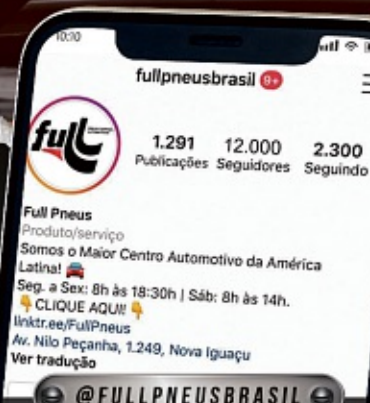 10:10
fullpneusbrasil 9+
full
1.291 12.000 2.300
Publicações Seguidores Seguindo
Full Pneus
Produto/serviço
Somos o Maior Centro Automotivo da América
Latina! 🚘
Seg. a Sex: 8h às 18:30h | Sáb: 8h às 14h.
👇CLIQUE AQUI! 👇
linktr.ee/FullPneus
Av. Nilo Peçanha, 1.249, Nova Iguaçu
Ver tradução
@FULLPNEUSBRASIL